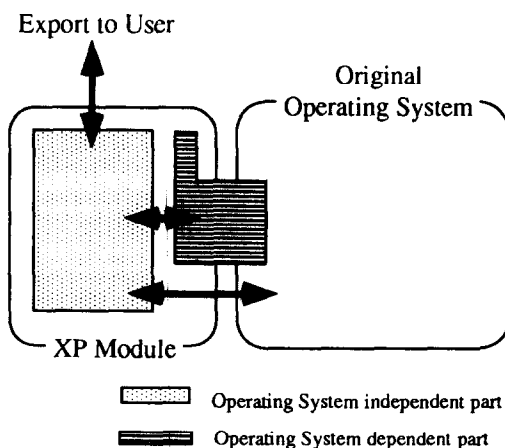 Export to User
Original
Operating System
XP Module
Operating System independent part
Operating System dependent part